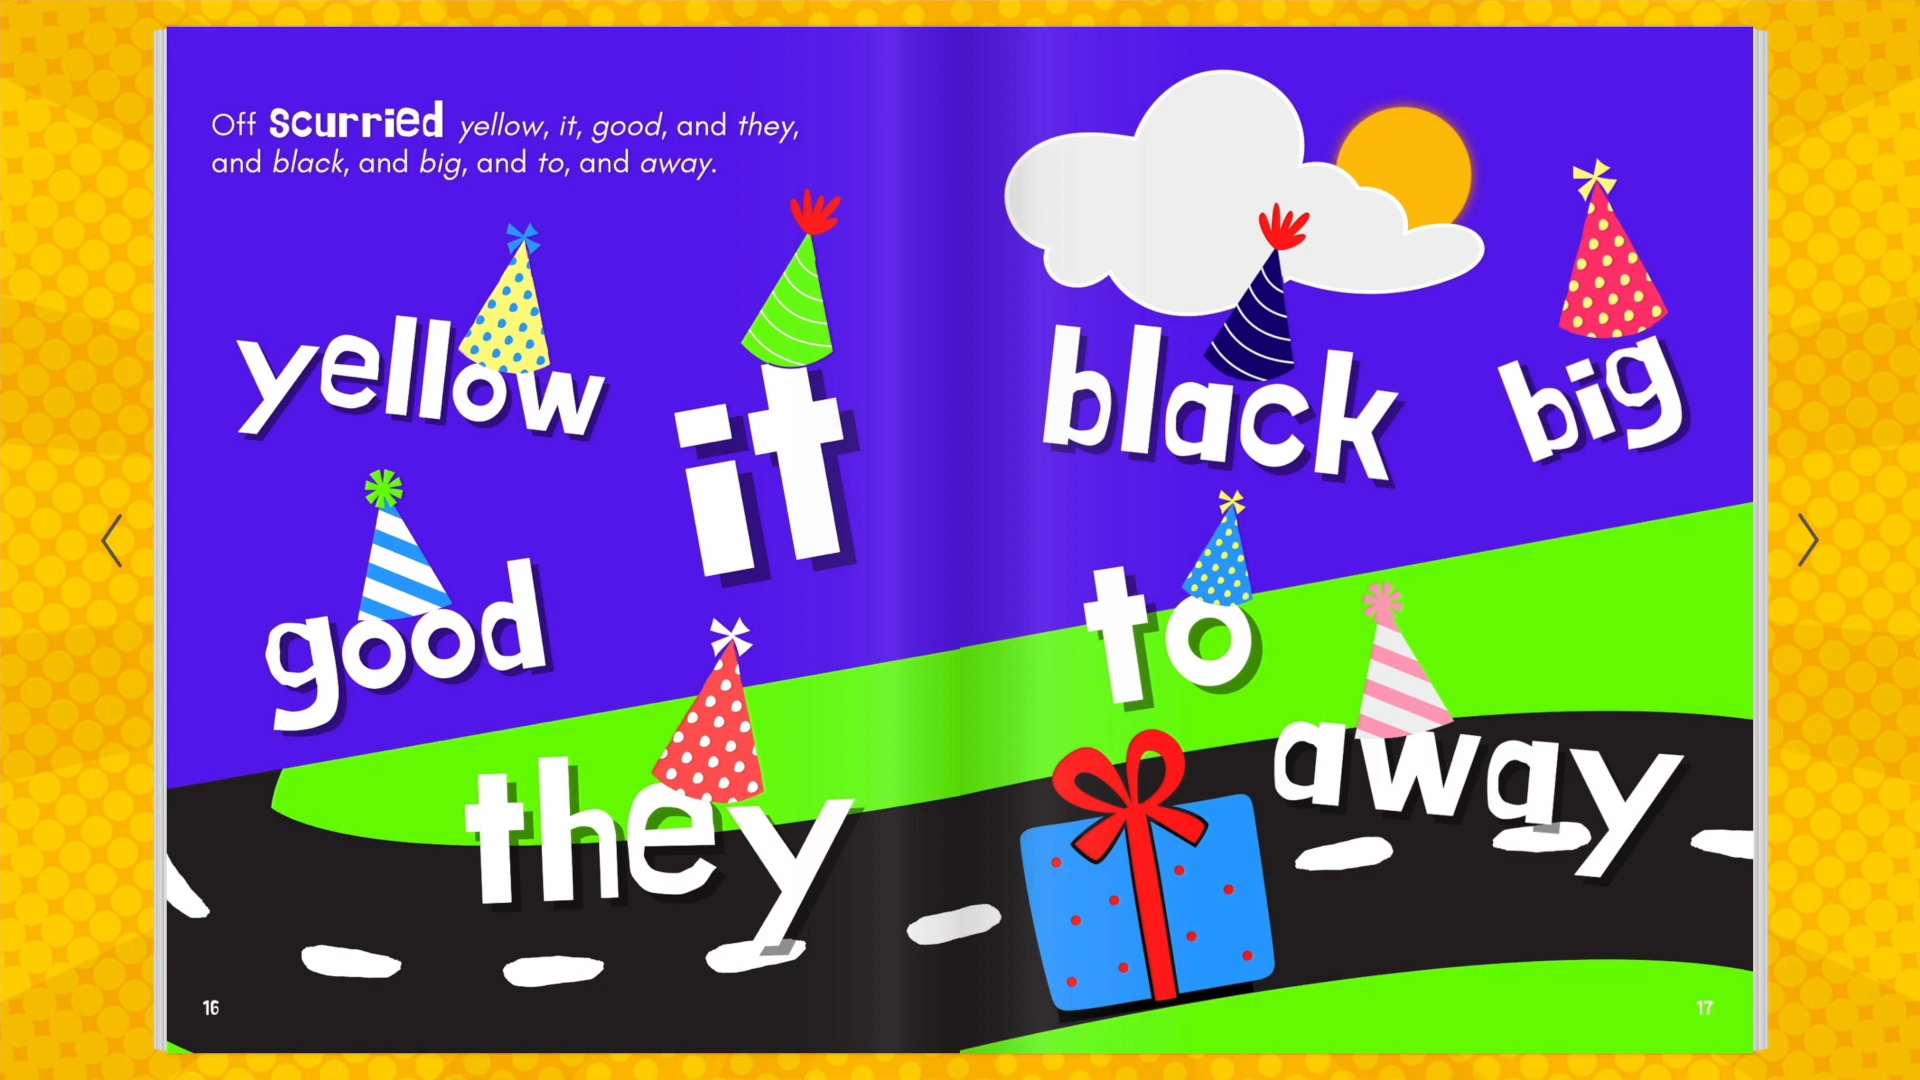 Off scurried yellow, it, good, and they,
and black, and big, and to, and away.
yellow
it
good
they
16
black
big
to
away
17